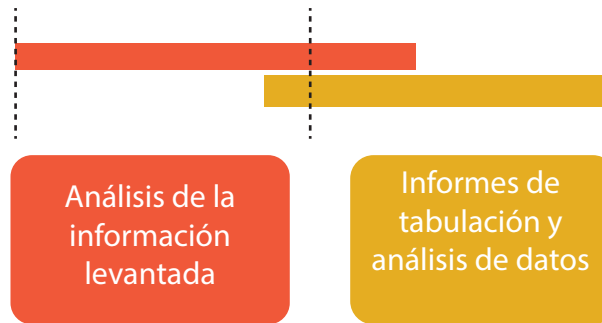 Análisis de la
información
levantada
Informes de
tabulación y
análisis de datos